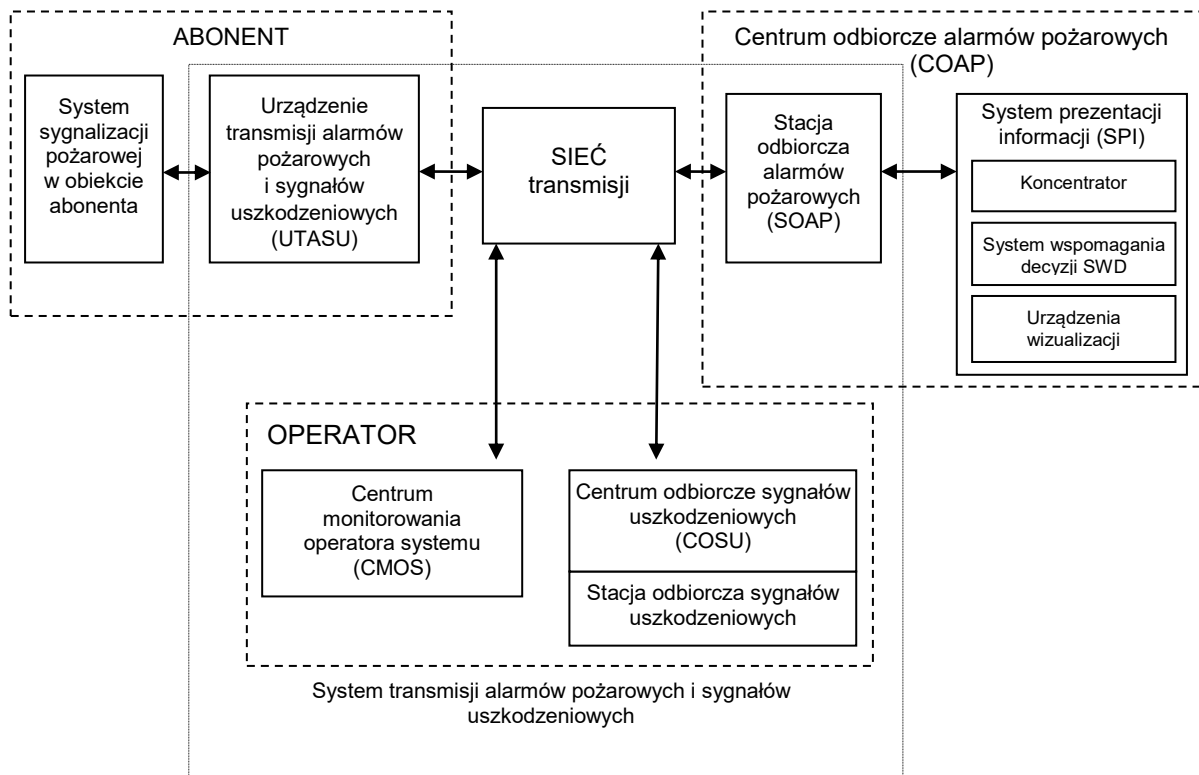 ABONENT
System
sygnalizacji
pożarowej
w obiekcie
abonenta
Urządzenie
transmisji alarmów
pożarowych
i sygnałów
uszkodzeniowych
(UTASU)
SIEĆ
transmisji
Centrum odbiorcze alarmów pożarowych
(COAP)
Stacja
odbiorcza
alarmów
pożarowych
(SOAP)
System prezentacji
informacji (SPI)
Koncentrator
System wspomagania
decyzji SWD
Urządzenia
wizualizacji
OPERATOR
Centrum
monitorowania
operatora systemu
(CMOS)
Centrum odbiorcze sygnałów
uszkodzeniowych
(COSU)
Stacja odbiorcza sygnałów
uszkodzeniowych
System transmisji alarmów pożarowych i sygnałów
uszkodzeniowych